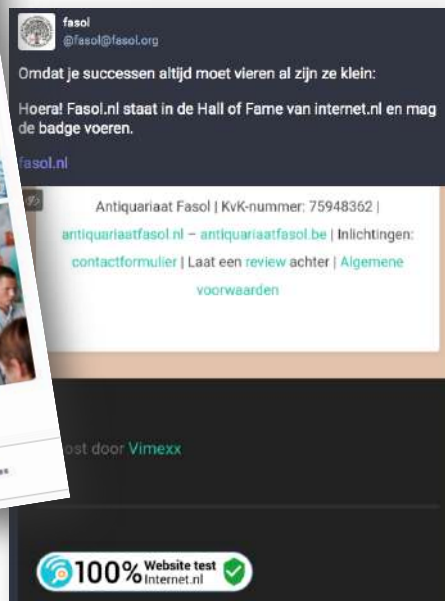 fasol
@fasol@fasol.org
Omdat je successen altijd moet vieren al zijn ze klein:
Hoera! Fasol.nl staat in de Hall of Fame van internet.nl en mag
de badge voeren.
fasol.nl
Antiquariaat Fasol | KvK-nummer: 75948362 |
antiquariaatfasol.nl – antiquariaatfasol.be | Inlichtingen:
contactformulier | Laat een review achter | Algemene
voorwaarden
ost door Vimexx
100% Website test
Internet.nl